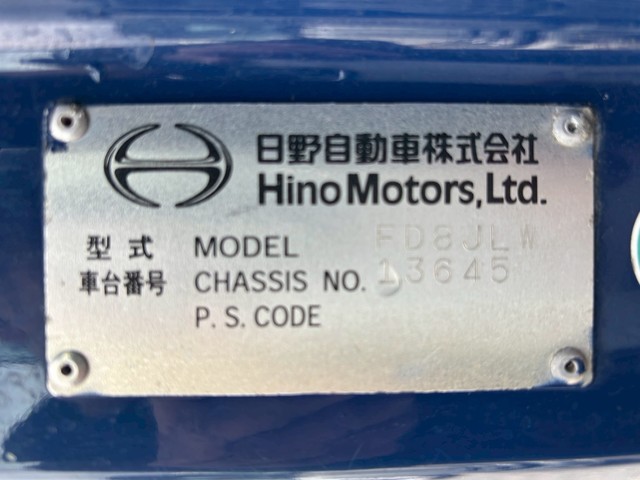 日野自動車株式会社
Hino Motors, Ltd.
型式 MODEL FD8JLW
車台番号 CHASSIS NO. 13645
P. S. CODE